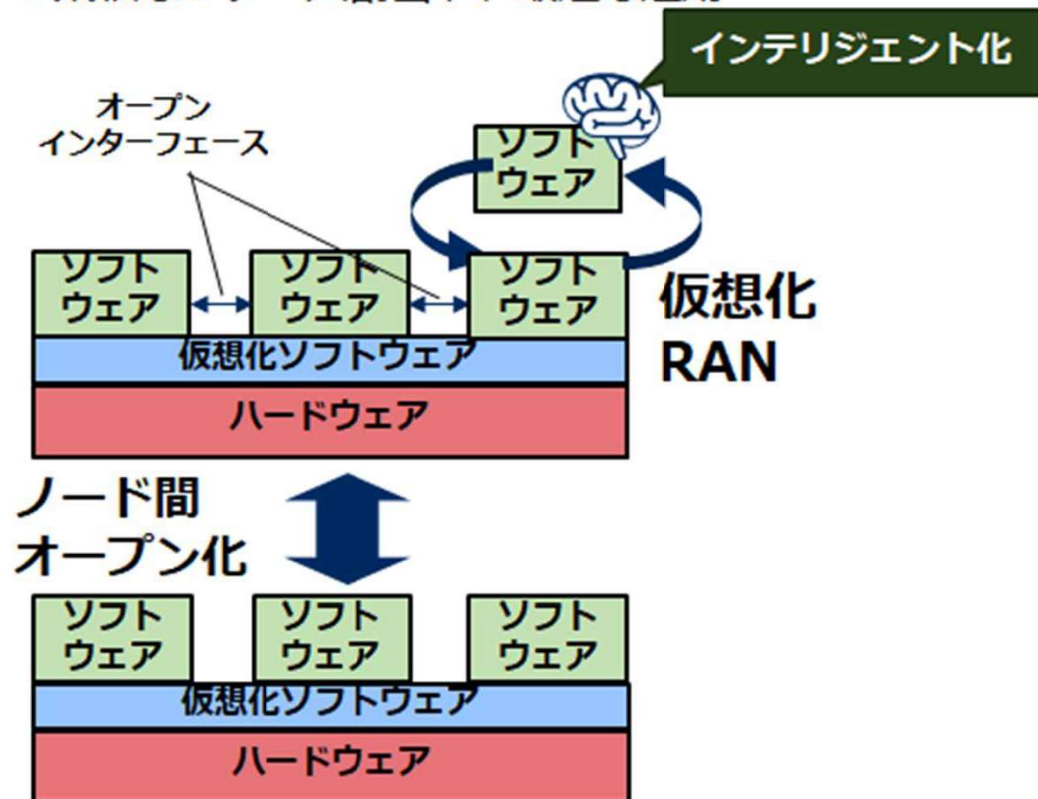 インテリジェント化
オープン
インターフェース
ソフト
ウェア
ソフト
ウェア
ソフト
ウェア
ソフト
ウェア
仮想化
RAN
仮想化ソフトウェア
ハードウェア
ノード間
オープン化
ソフト
ウェア
ソフト
ウェア
ソフト
ウェア
仮想化ソフトウェア
ハードウェア